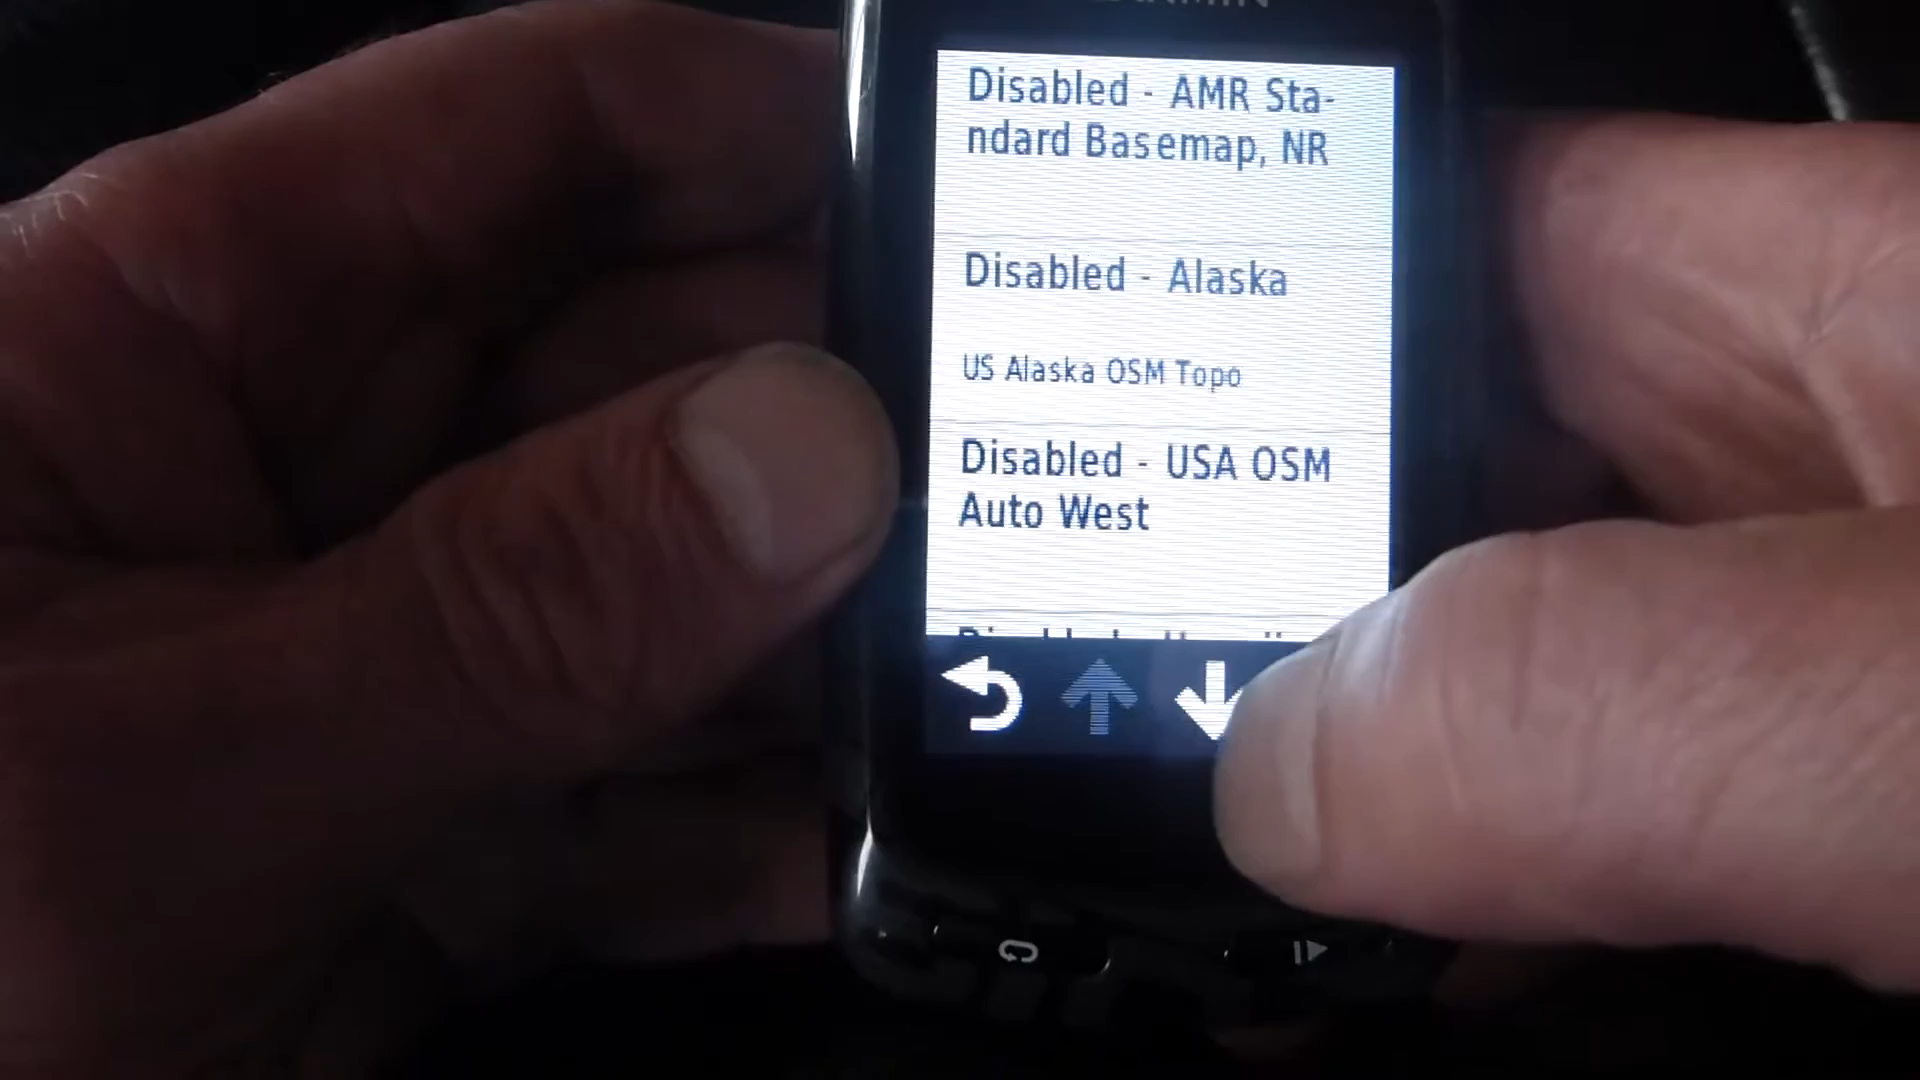 Disabled - AMR Sta-
ndard Basemap, NR
Disabled - Alaska
US Alaska OSM Topo
Disabled - USA OSM
Auto West